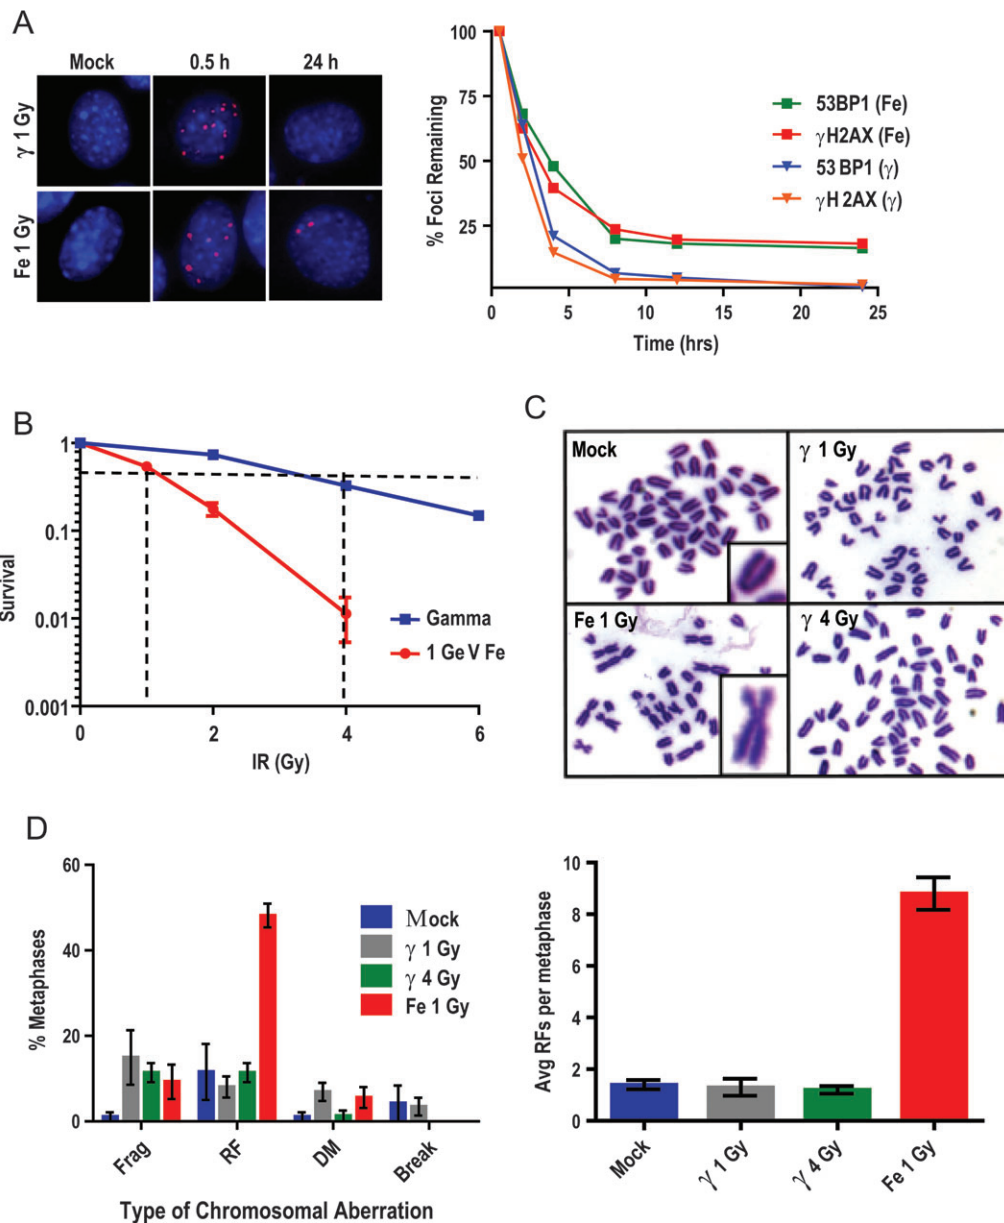 A
Mock
0.5 h
24 h
γ 1 Gy
Fe 1 Gy
% Foci Remaining
100
75
50
25
0
5
10
15
20
25
Time (hrs)
53BP1 (Fe)
γH2AX (Fe)
53 BP1 (γ)
γH 2AX (γ)
B
Survival
1
0.1
0.01
0.001
0
2
4
6
IR (Gy)
Gamma
1 Ge V Fe
C
Mock
γ 1 Gy
Fe 1 Gy
γ 4 Gy
D
% Metaphases
60
40
20
0
Mock
γ 1 Gy
γ 4 Gy
Fe 1 Gy
Frag
RF
DM
Break
Type of Chromosomal Aberration
Avg RFs per metaphase
10
8
6
4
2
0
Mock
γ 1 Gy
γ 4 Gy
Fe 1 Gy